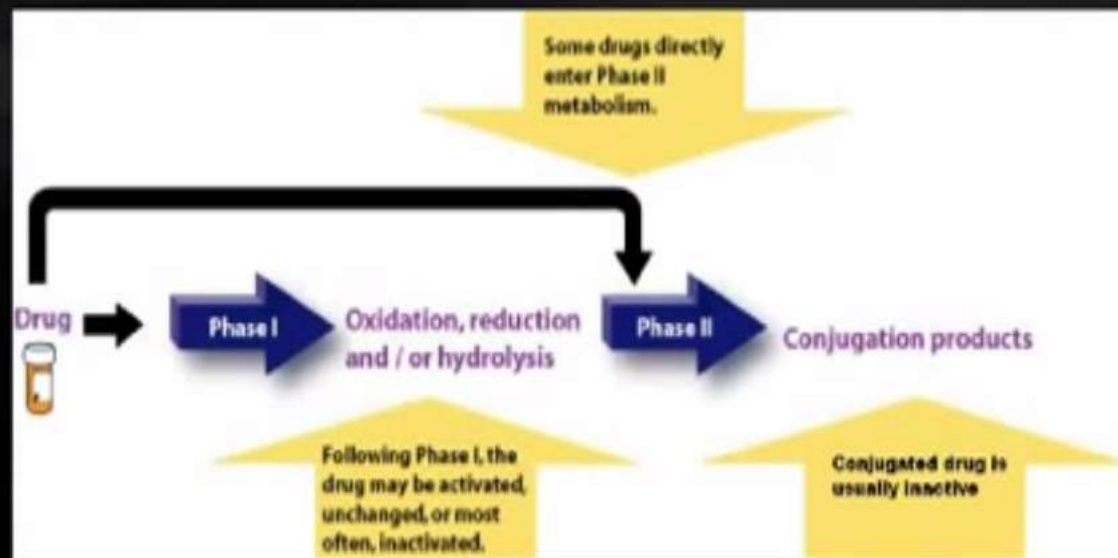 Some drugs directly
enter Phase II
metabolism.
Drug
Phase I
Oxidation, reduction
and / or hydrolysis
Phase II
Conjugation products
Following Phase I, the
drug may be activated,
unchanged, or most
often, inactivated.
Conjugated drug is
usually inactive